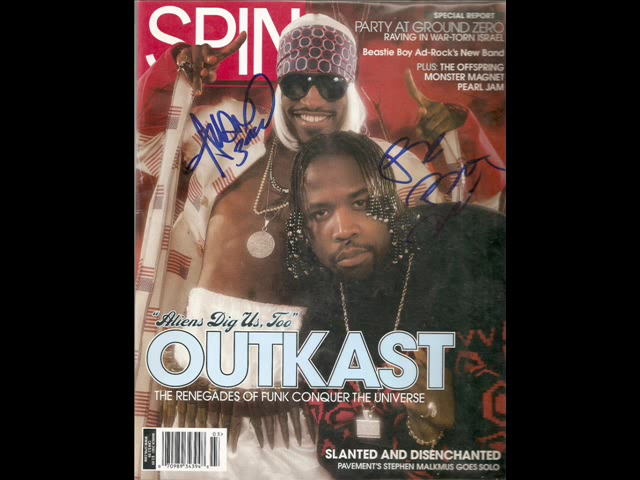 SPIN
SPECIAL REPORT
PARTY AT GROUND ZERO
RAVING IN WAR-TORN ISRAEL
Beastie Boy Ad-Rock's New Band
PLUS: THE OFFSPRING
MONSTER MAGNET
PEARL JAM
"Aliens Dig Us, Too"
OUTKAST
THE RENEGADES OF FUNK CONQUER THE UNIVERSE
SLANTED AND DISENCHANTED
PAVEMENT'S STEPHEN MALKMUS GOES SOLO